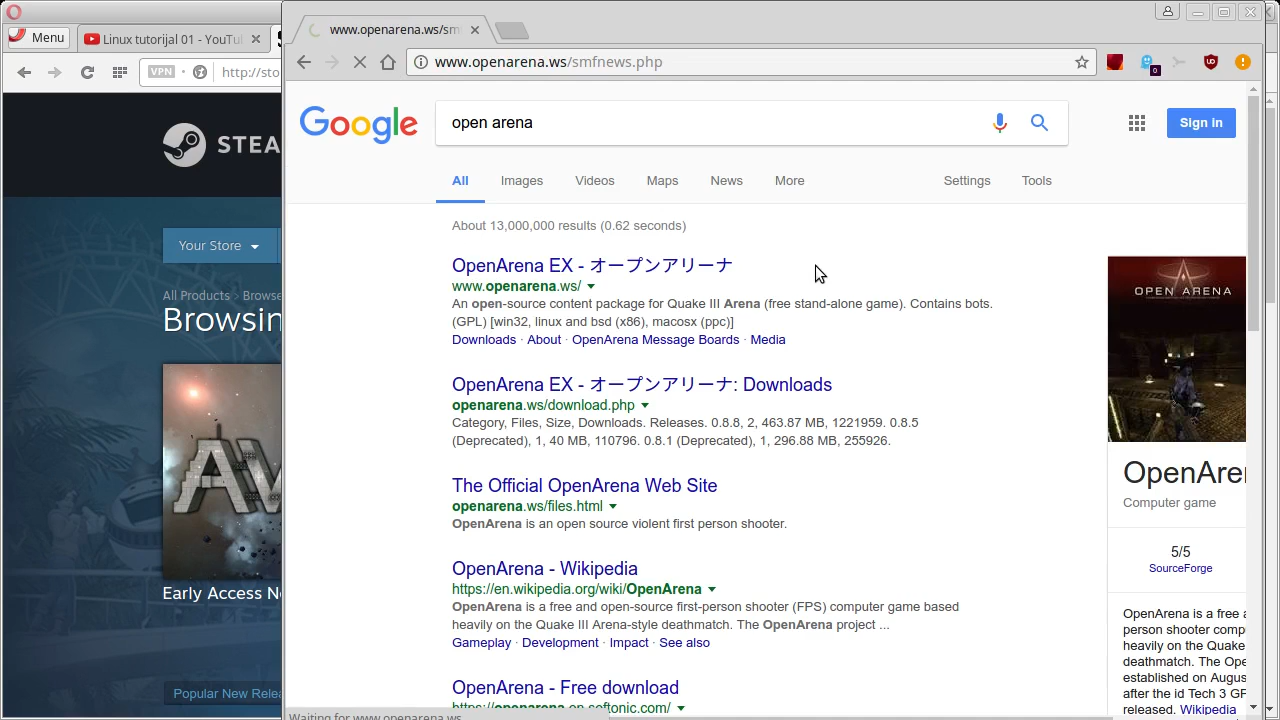 Menu
Linux tutorijal 01 - YouTu
www.openarena.ws/sm
VPN
http://sto
www.openarena.ws/smfnews.php
0
STEA
Google
open arena
Sign in
All
Images
Videos
Maps
News
More
Settings
Tools
About 13,000,000 results (0.62 seconds)
Your Store
All Products
Browse
Browsin
OpenArena EX - オープンアリーナ
www.openarena.ws/
An open-source content package for Quake III Arena (free stand-alone game). Contains bots.
(GPL) [win32, linux and bsd (x86), macosx (ppc)]
Downloads · About · OpenArena Message Boards · Media
OpenArena EX - オープンアリーナ: Downloads
openarena.ws/download.php
Category, Files, Size, Downloads. Releases. 0.8.8, 2, 463.87 MB, 1221959. 0.8.5
(Deprecated), 1, 40 MB, 110796. 0.8.1 (Deprecated), 1, 296.88 MB, 255926.
The Official OpenArena Web Site
openarena.ws/files.html
OpenArena is an open source violent first person shooter.
OpenArena - Wikipedia
https://en.wikipedia.org/wiki/OpenArena
OpenArena is a free and open-source first-person shooter (FPS) computer game based
heavily on the Quake III Arena-style deathmatch. The OpenArena project ...
Gameplay · Development · Impact · See also
OpenArena - Free download
https://openarena.en.softonic.com/
Waiting for www.openarena.ws
OPEN ARENA
OpenAre
Computer game
5/5
SourceForge
OpenArena is a free a
person shooter comp
heavily on the Quake
deathmatch. The Ope
established on Augus
after the id Tech 3 GP
released. Wikipedia
Early Access N
Popular New Relea